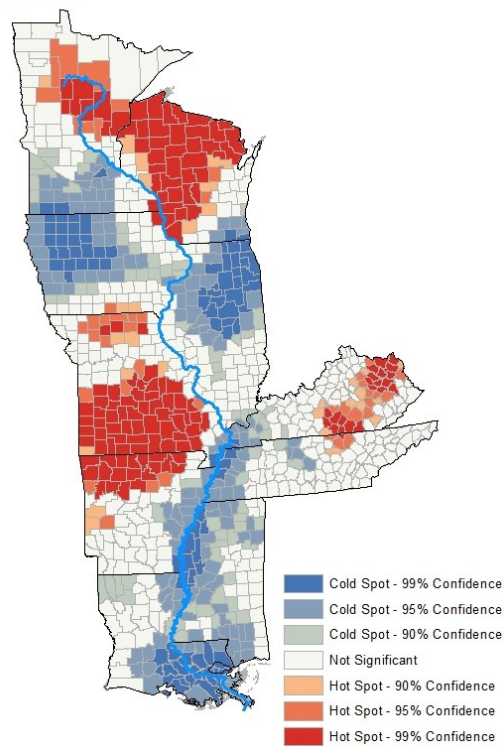 Cold Spot - 99% Confidence
Cold Spot - 95% Confidence
Cold Spot - 90% Confidence
Not Significant
Hot Spot - 90% Confidence
Hot Spot - 95% Confidence
Hot Spot - 99% Confidence